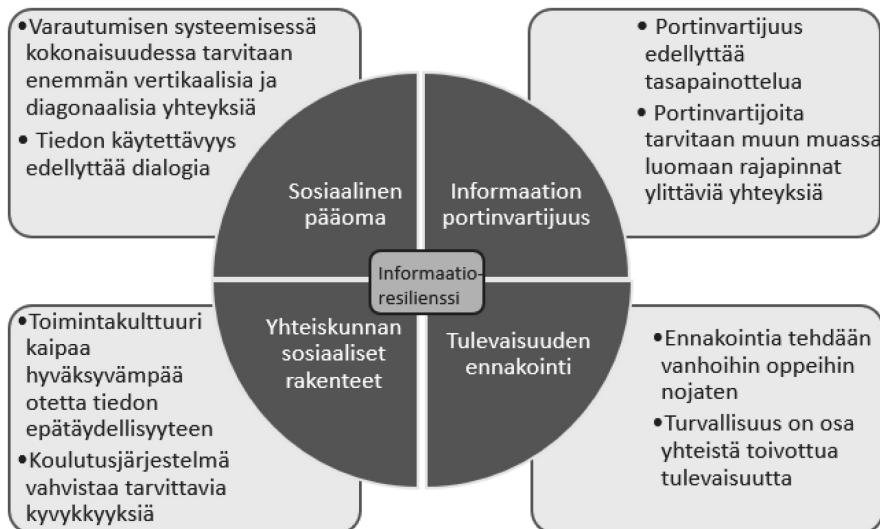 •Varautumisen systeemisessä
kokonaisuudessa tarvitaan
enemmän vertikaalisia ja
diagonaalisia yhteyksiä
• Tiedon käytettävyys
edellyttää dialogia
• Portinvartijuus
edellyttää
tasapainottelua
• Portinvartijoita
tarvitaan muun muassa
luomaan rajapinnat
ylittäviä yhteyksiä
Sosiaalinen
pääoma
Informaation
portinvartijuus
Informaatio-
resilienssi
Yhteiskunnan
sosiaaliset
rakenteet
Tulevaisuuden
ennakointi
•Toimintakulttuuri
kaipaa
hyväksyvämpää
otetta tiedon
epätäydellisyyteen
•Koulutusjärjestelmä
vahvistaa tarvittavia
kyvykkyyksiä
•Ennakointia tehdään
vanhoihin oppeihin
nojaten
•Turvallisuus on osa
yhteistä toivottua
tulevaisuutta